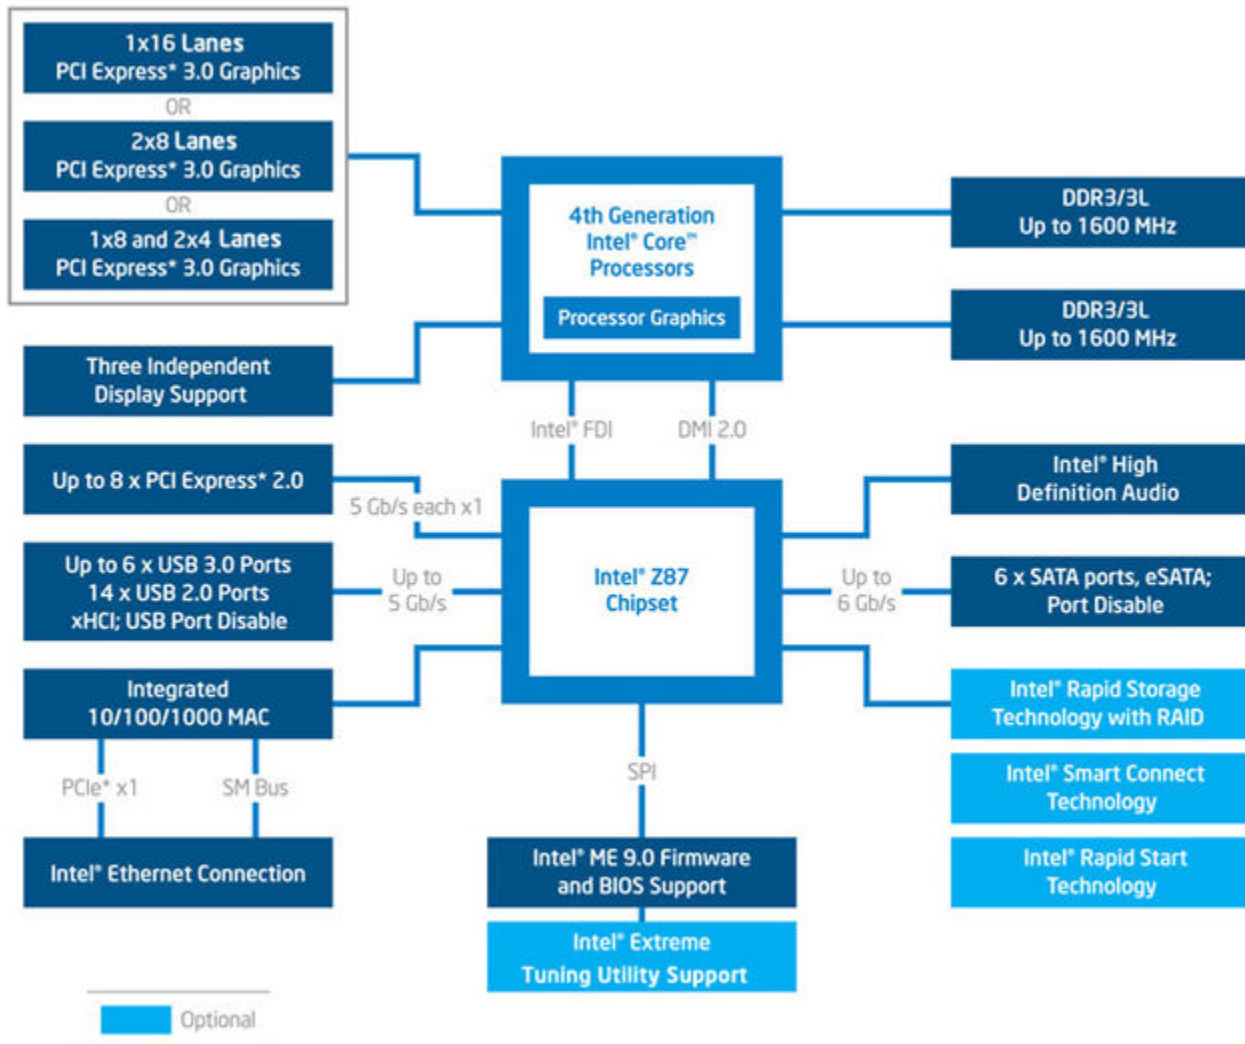 1x16 Lanes
PCI Express* 3.0 Graphics
OR
2x8 Lanes
PCI Express* 3.0 Graphics
OR
1x8 and 2x4 Lanes
PCI Express* 3.0 Graphics
4th Generation
Intel® Core™
Processors
Processor Graphics
DDR3/3L
Up to 1600 MHz
DDR3/3L
Up to 1600 MHz
Three Independent
Display Support
Intel® FDI
DMI 2.0
Up to 8 x PCI Express* 2.0
5 Gb/s each x1
Intel® High
Definition Audio
Up to 6 x USB 3.0 Ports
14 x USB 2.0 Ports
xHCI; USB Port Disable
Up to
5 Gb/s
Intel® Z87
Chipset
Up to
6 Gb/s
6 x SATA ports, eSATA;
Port Disable
Integrated
10/100/1000 MAC
Intel® Rapid Storage
Technology with RAID
PCIe* x1
SM Bus
SPI
Intel® Smart Connect
Technology
Intel® Ethernet Connection
Intel® ME 9.0 Firmware
and BIOS Support
Intel® Rapid Start
Technology
Intel® Extreme
Tuning Utility Support
Optional